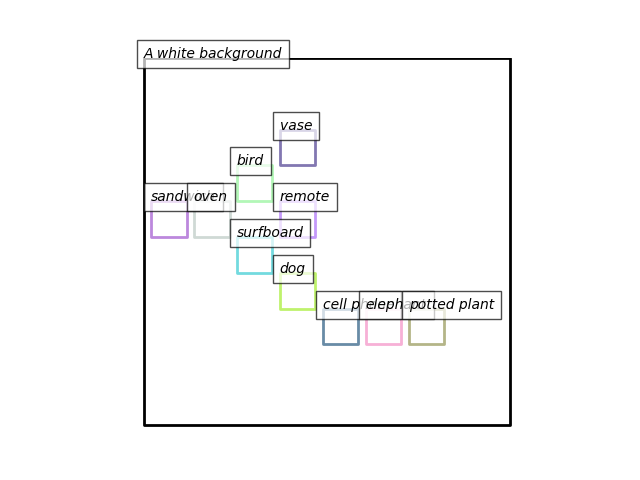 A white background
vase
bird
sandwich
oven
remote
surfboard
dog
cell phone
elephant
potted plant